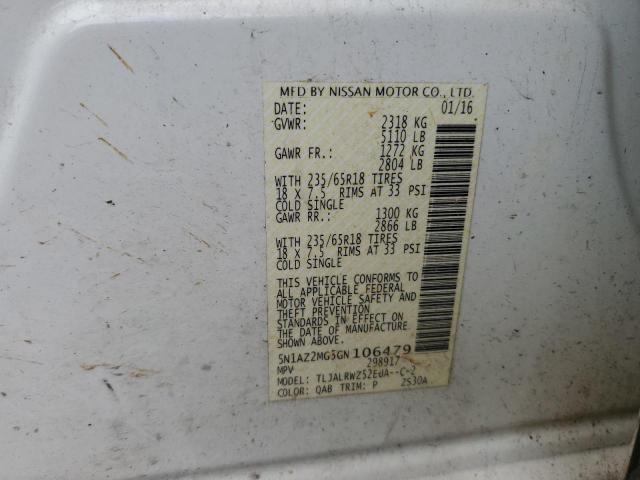 MFD BY NISSAN MOTOR CO., LTD.
DATE: 01/16
GVWR: 2318 KG
5110 LB
GAWR FR.: 1272 KG
2804 LB
WITH 235/65R18 TIRES
18 X 7.5 RIMS AT 33 PSI
COLD SINGLE
GAWR RR.: 1300 KG
2866 LB
WITH 235/65R18 TIRES
18 X 7.5 RIMS AT 33 PSI
COLD SINGLE
THIS VEHICLE CONFORMS TO
ALL APPLICABLE FEDERAL
MOTOR VEHICLE SAFETY AND
THEFT PREVENTION
STANDARDS IN EFFECT ON
THE DATE OF MANUFACTURE
SHOWN ABOVE.
5N1AZ2MG5GN106479
MPV 298917
MODEL: TLJALRWZ52EUA--C-2
COLOR: QAB TRIM: P 2S30A